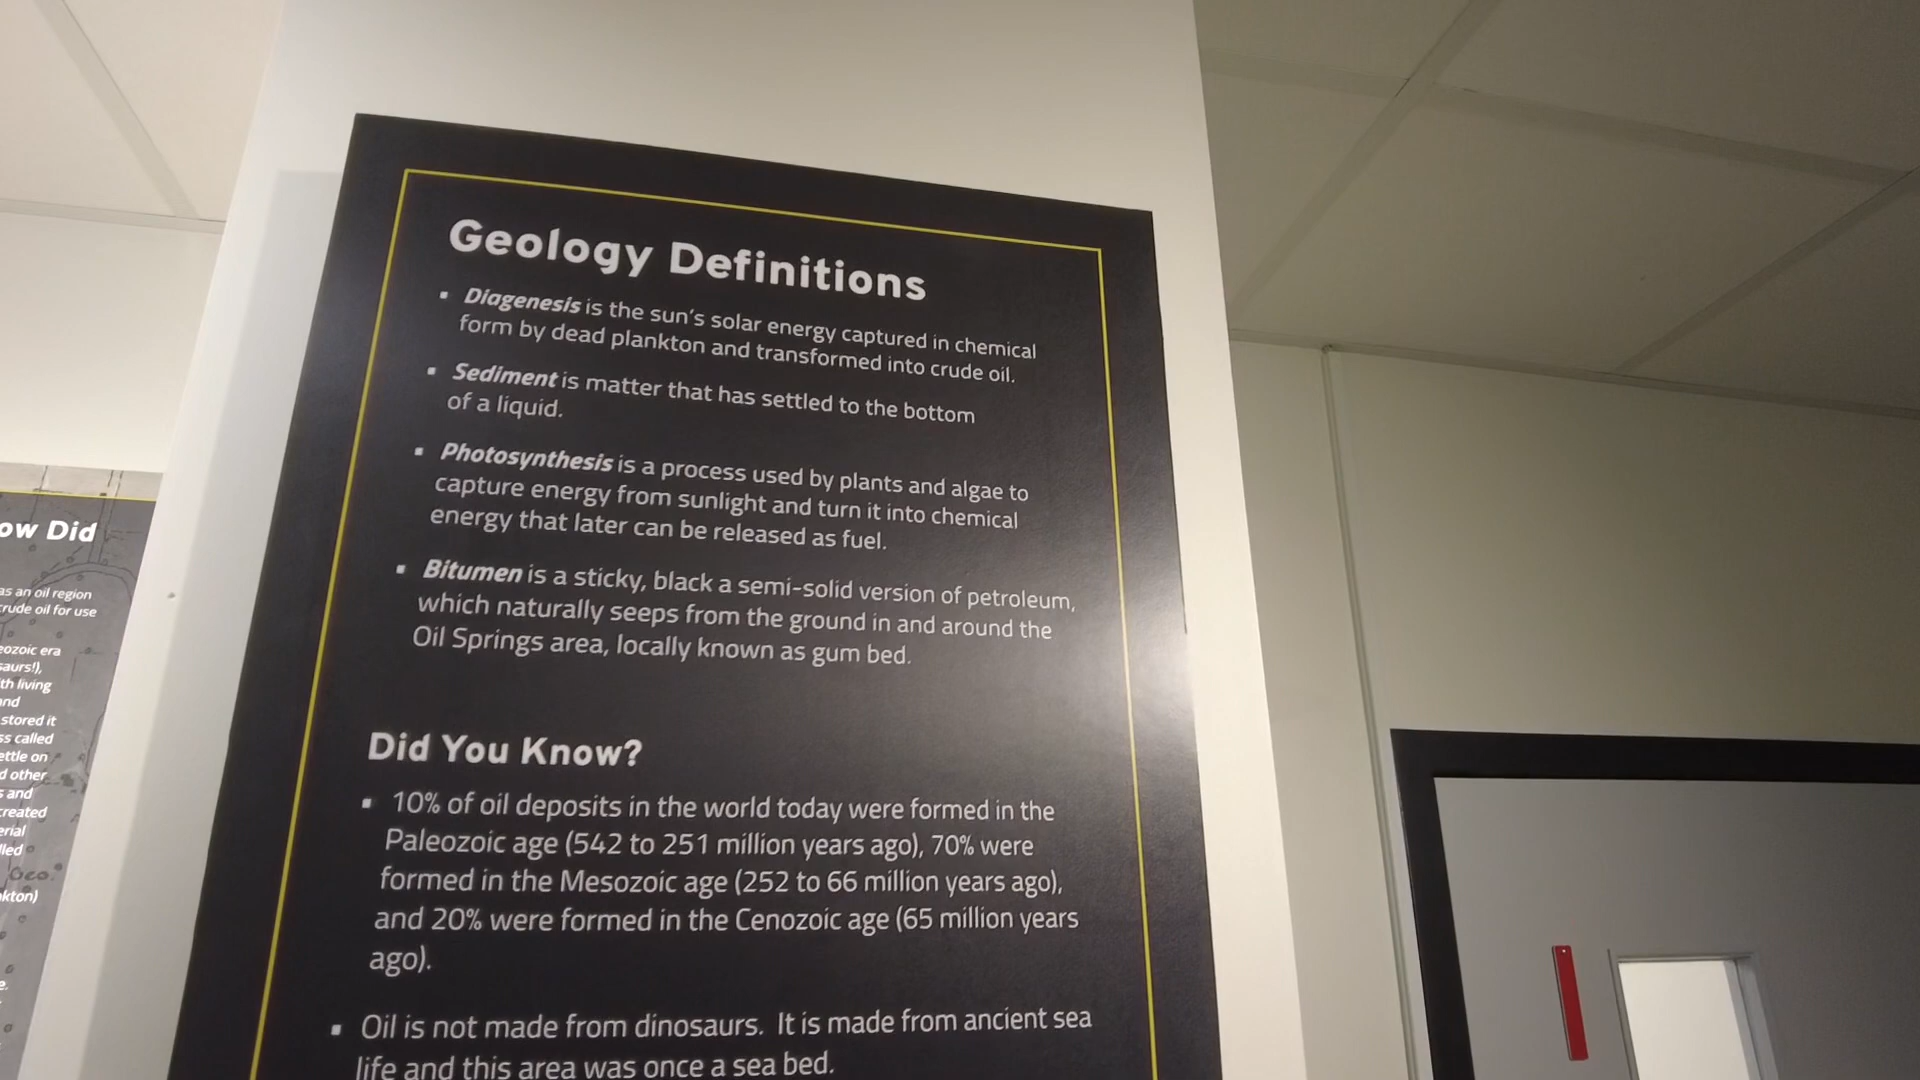 Geology Definitions
▪ Diagenesis is the sun's solar energy captured in chemical
form by dead plankton and transformed into crude oil.
▪ Sediment is matter that has settled to the bottom
of a liquid.
▪ Photosynthesis is a process used by plants and algae to
capture energy from sunlight and turn it into chemical
energy that later can be released as fuel.
▪ Bitumen is a sticky, black a semi-solid version of petroleum,
which naturally seeps from the ground in and around the
Oil Springs area, locally known as gum bed.
Did You Know?
▪ 10% of oil deposits in the world today were formed in the
Paleozoic age (542 to 251 million years ago), 70% were
formed in the Mesozoic age (252 to 66 million years ago),
and 20% were formed in the Cenozoic age (65 million years
ago).
▪ Oil is not made from dinosaurs. It is made from ancient sea
life and this area was once a sea bed.
ow Did
as an oil region
crude oil for use
eozoic era
saurs!),
th living
and
stored it
ss called
ettle on
d other
s and
created
erial
lled
Geo.
nkton)